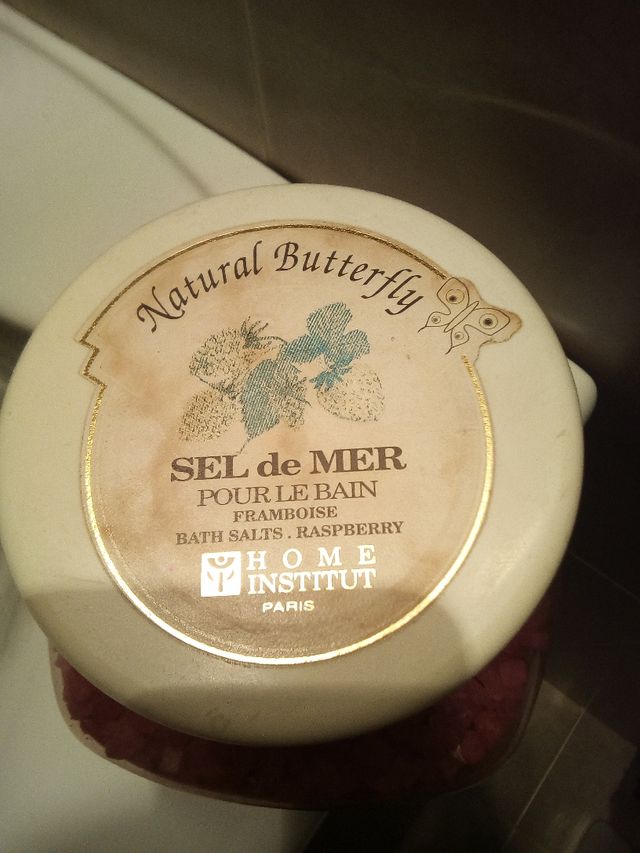 Natural Butterfly
SEL de MER
POUR LE BAIN
FRAMBOISE
BATH SALTS . RASPBERRY
HOME
INSTITUT
PARIS